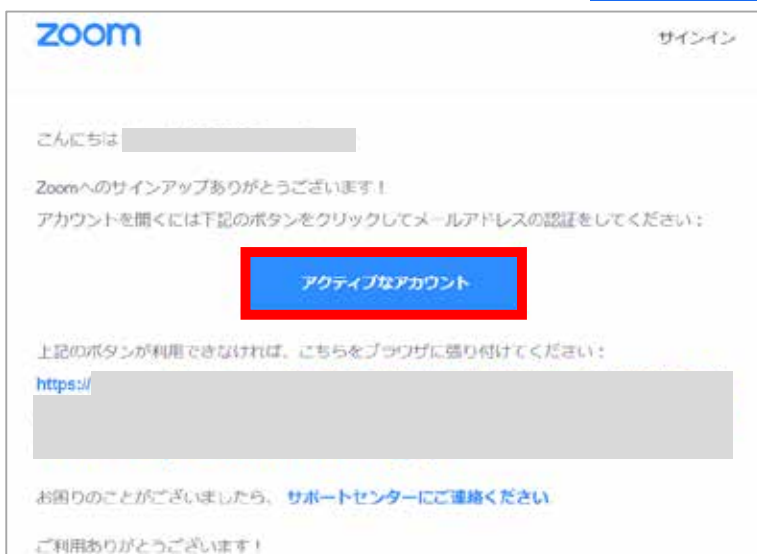 zoom
サインイン
こんにちは
Zoomへのサインアップありがとうございます！
アカウントを開くには下記のボタンをクリックしてメールアドレスの認証をしてください：
アクティブなアカウント
上記のボタンが利用できなければ、こちらをブラウザに張り付けてください：
https://
お困りのことがございましたら、 サポートセンターにご連絡ください
ご利用ありがとうございます！